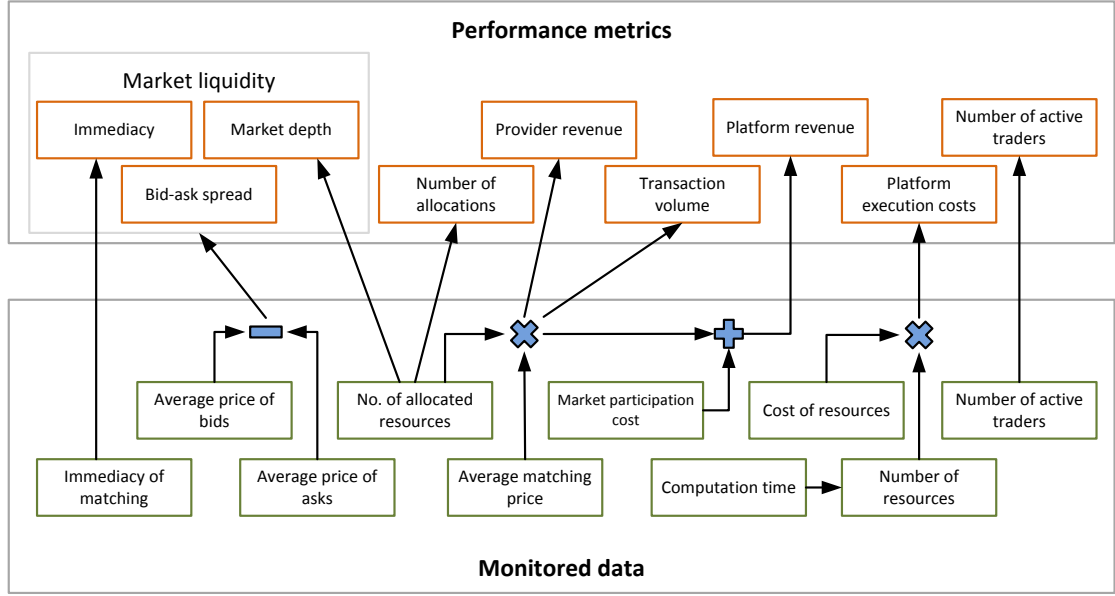 Performance metrics
Market liquidity
Immediacy
Market depth
Bid-ask spread
Number of
allocations
Provider revenue
Transaction
volume
Platform revenue
Platform
execution costs
Number of active
traders
Average price of
bids
No. of allocated
resources
Market participation
cost
Cost of resources
Number of active
traders
Immediacy of
matching
Average price of
asks
Average matching
price
Computation time
Number of
resources
Monitored data